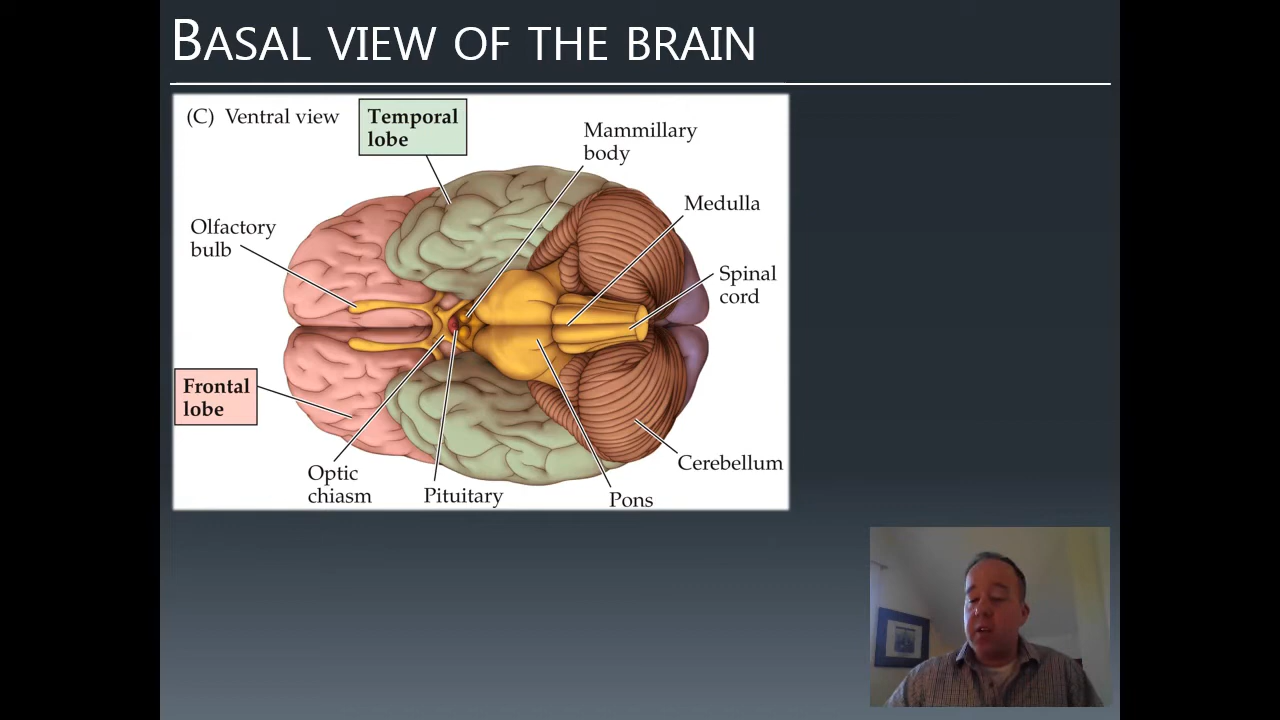 BASAL VIEW OF THE BRAIN
(C) Ventral view
Temporal
lobe
Mammillary
body
Medulla
Olfactory
bulb
Spinal
cord
Frontal
lobe
Cerebellum
Optic
chiasm
Pituitary
Pons